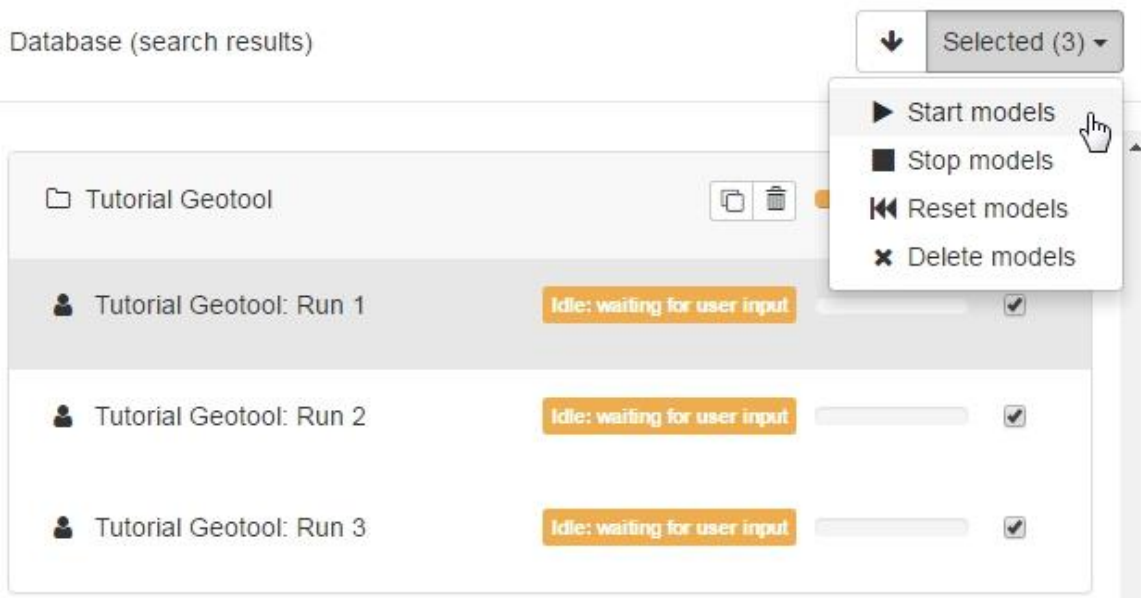 Database (search results)
Selected (3)
Start models
Stop models
Reset models
Delete models
Tutorial Geotool
Tutorial Geotool: Run 1 Idle: waiting for user input
Tutorial Geotool: Run 2 Idle: waiting for user input
Tutorial Geotool: Run 3 Idle: waiting for user input